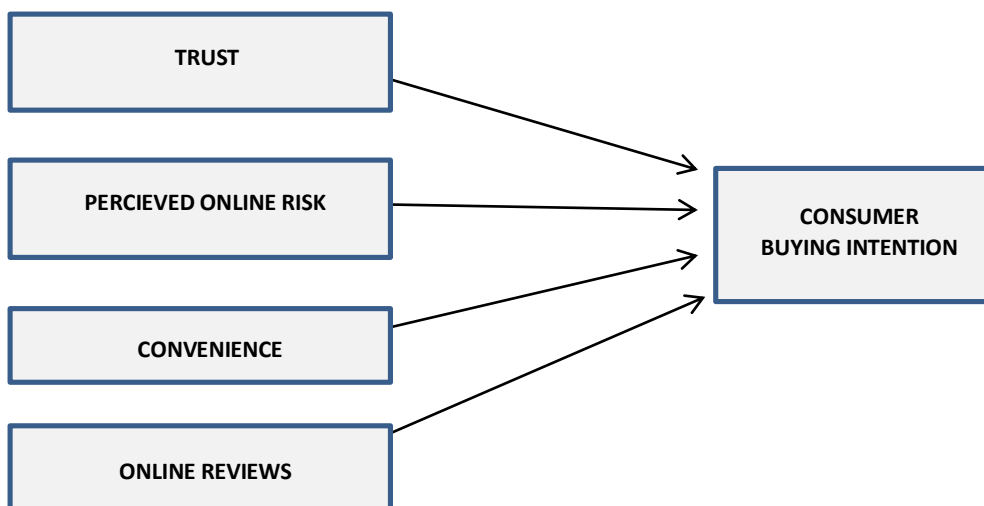 TRUST
PERCIEVED ONLINE RISK
CONSUMER
BUYING INTENTION
CONVENIENCE
ONLINE REVIEWS